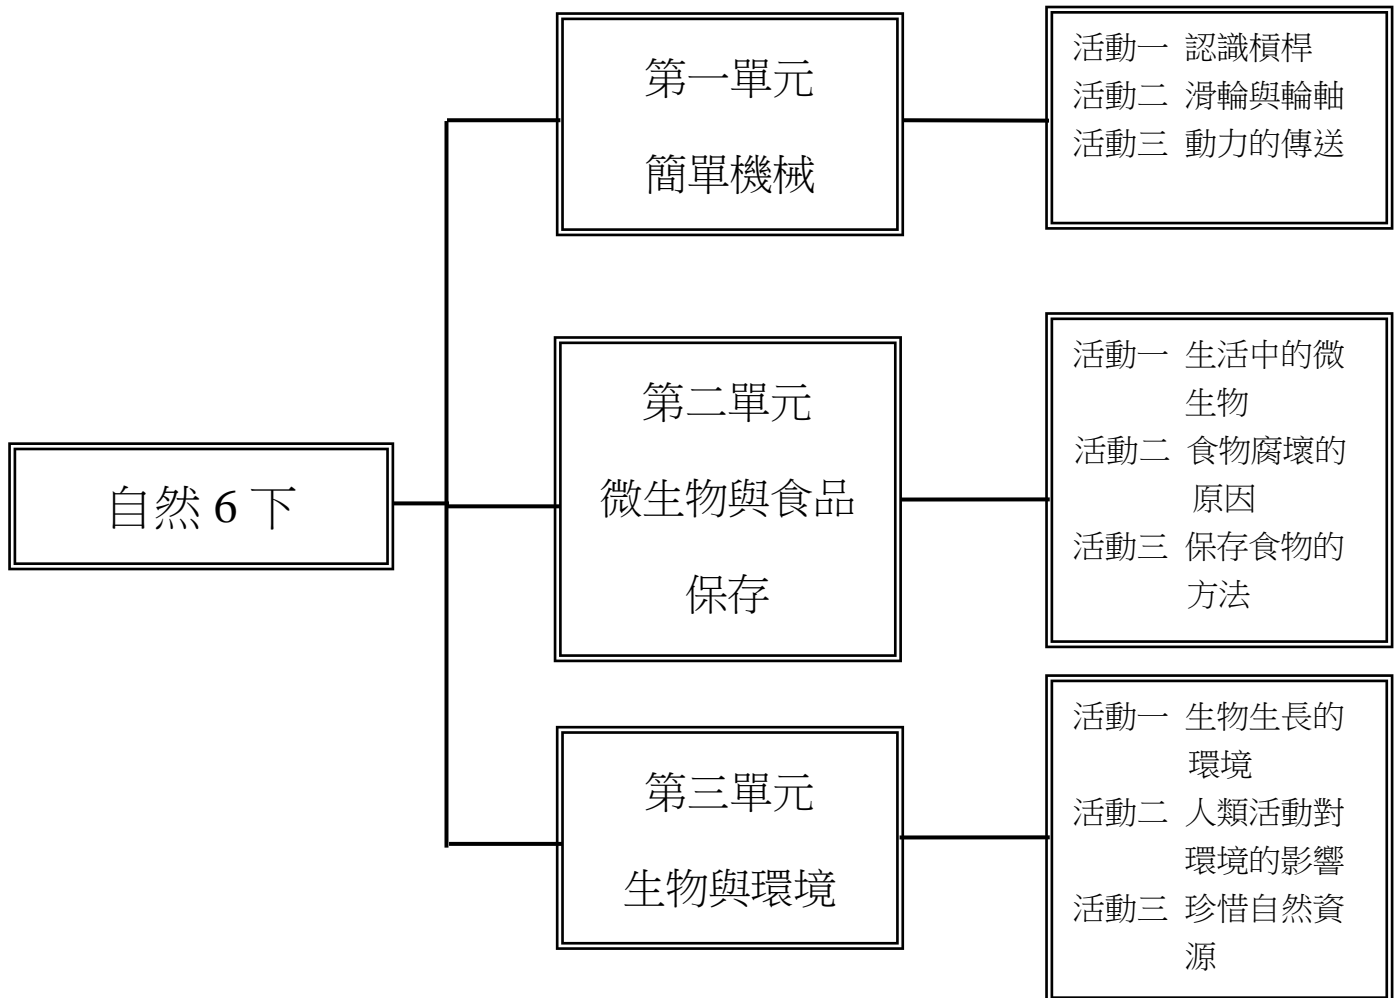 自然 6 下
第一單元
簡單機械
活動一 認識槓桿
活動二 滑輪與輪軸
活動三 動力的傳送
第二單元
微生物與食品
保存
活動一 生活中的微
生物
活動二 食物腐壞的
原因
活動三 保存食物的
方法
第三單元
生物與環境
活動一 生物生長的
環境
活動二 人類活動對
環境的影響
活動三 珍惜自然資
源